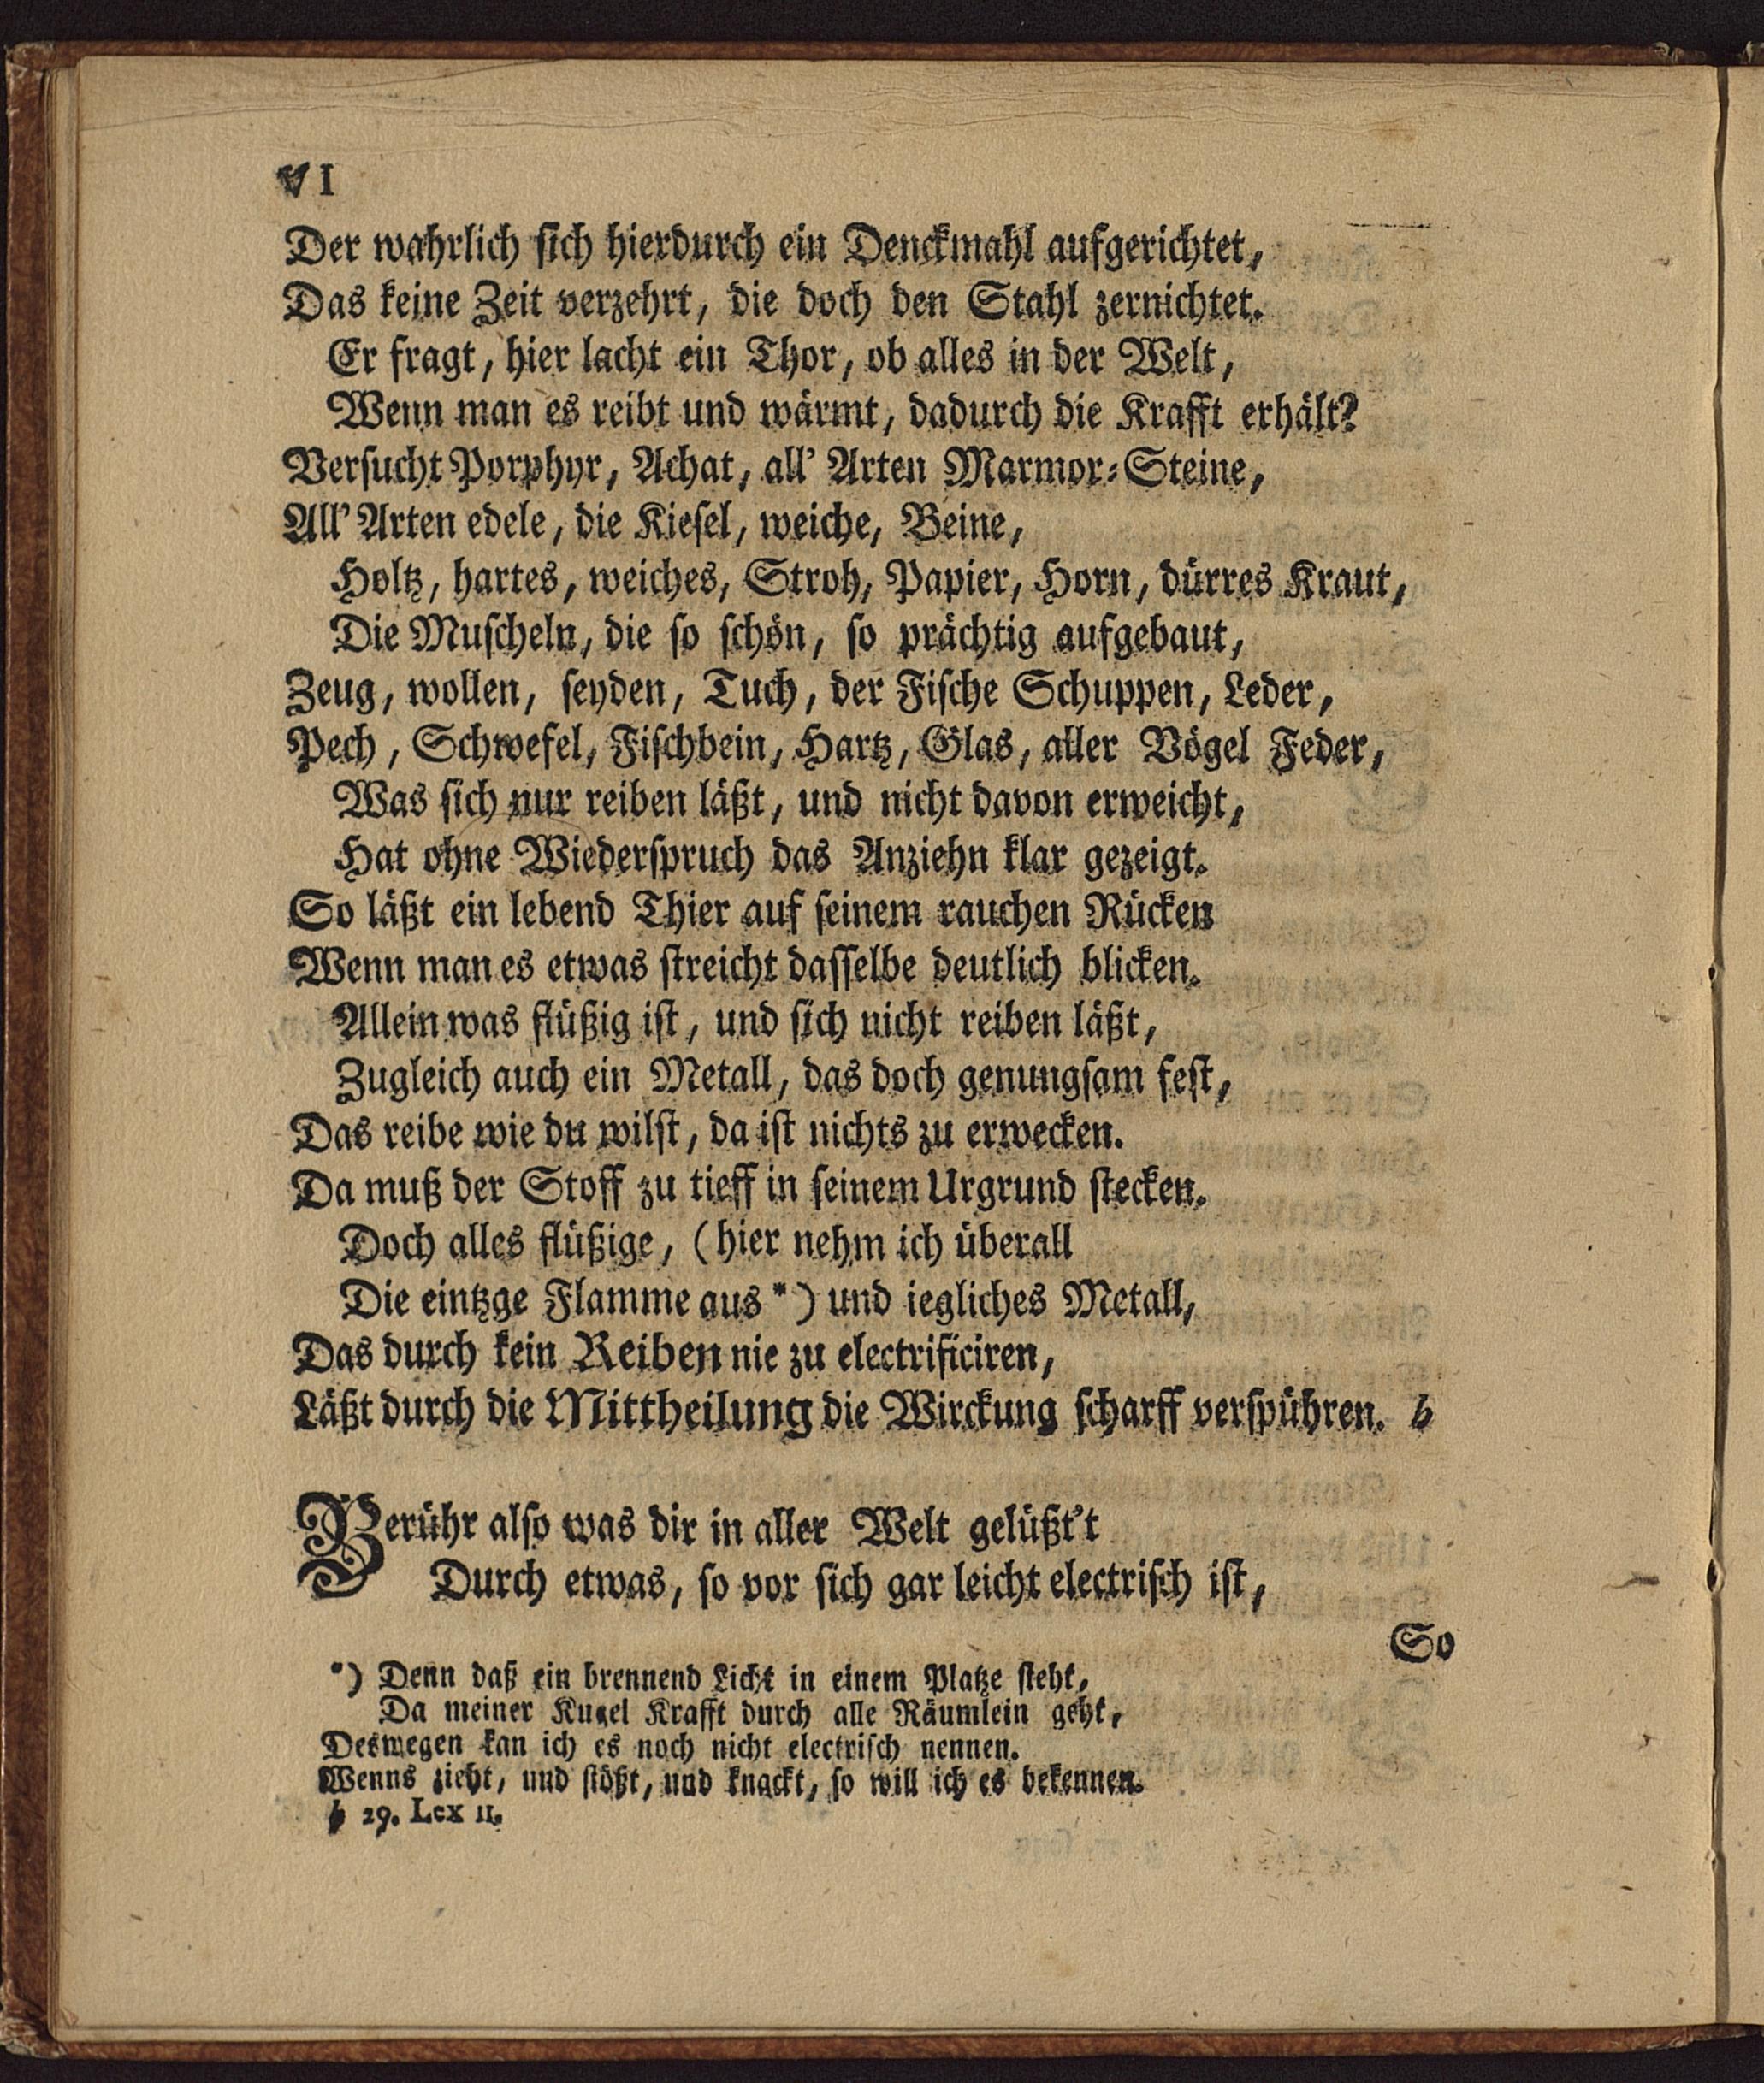 VI
Der wahrlich sich hierdurch ein Denckmahl aufgerichtet,
Das keine Zeit verzehrt, die doch den Stahl zernichtet.
Er fragt, hier lacht ein Thor, ob alles in der Welt,
Wenn man es reibt und wärmt, dadurch die Krafft erhält?
Versucht Porphyr, Achat, all' Arten Marmor-Steine,
All' Arten edele, die Kiesel, weiche, Beine,
Holtz, hartes, weiches, Stroh, Papier, Horn, dürres Kraut,
Die Muscheln, die so schön, so prächtig aufgebaut,
Zeug, wollen, seyden, Tuch, der Fische Schuppen, Leder,
Pech, Schwefel, Fischbein, Hartz, Glas, aller Vögel Feder,
Was sich nur reiben läßt, und nicht davon erweicht,
Hat ohne Wiederspruch das Anziehn klar gezeigt.
So läßt ein lebend Thier auf seinem rauchen Rücken
Wenn man es etwas streicht dasselbe deutlich blicken.
Allein was flüßig ist, und sich nicht reiben läßt,
Zugleich auch ein Metall, das doch genungsam fest,
Das reibe wie du wilst, da ist nichts zu erwecken.
Da muß der Stoff zu tieff in seinem Urgrund stecken.
Doch alles flüßige, (hier nehm ich überall
Die eintzge Flamme aus *) und iegliches Metall,
Das durch kein Reiben nie zu electrificiren,
Läßt durch die Mittheilung die Wirckung scharff verspühren. b
Berühr also was dir in aller Welt gelüßt't
Durch etwas, so vor sich gar leicht electrisch ist,
So
*) Denn daß ein brennend Licht in einem Platze steht,
Da meiner Kugel Krafft durch alle Räumlein geht,
Deswegen kan ich es noch nicht electrisch nennen.
Wenns zieht, und stößt, und knackt, so will ich es bekennen.
b 29. Lex II.